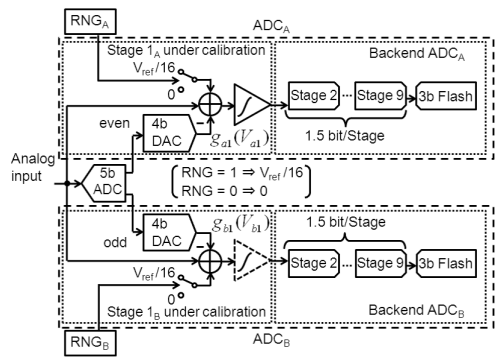 RNG_A
ADC_A
Stage 1_A under calibration
Backend ADC_A
V_ref/16
0
Stage 2 ... Stage 9
3b Flash
1.5 bit/Stage
even
4b DAC
g_a1(V_a1)
Analog input
5b ADC
RNG = 1 ⇒ V_ref/16
RNG = 0 ⇒ 0
4b DAC
g_b1(V_b1)
odd
1.5 bit/Stage
Stage 2 ... Stage 9
3b Flash
V_ref/16
0
Stage 1_B under calibration
Backend ADC_B
RNG_B
ADC_B